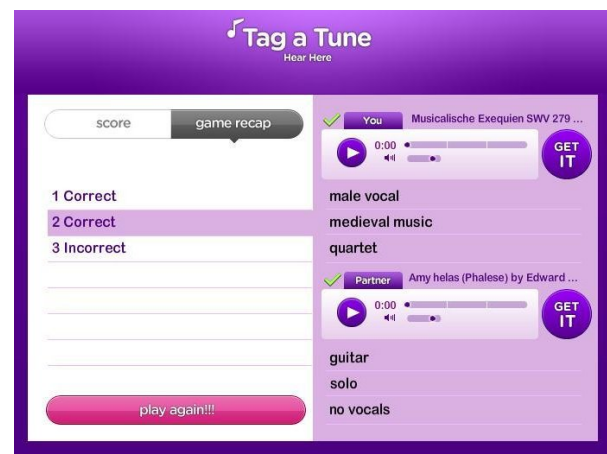 Tag a Tune
Hear Here
score
game recap
1 Correct
2 Correct
3 Incorrect
play again!!!
You
Musicalische Exequien SWV 279 ...
0:00
GET IT
male vocal
medieval music
quartet
Partner
Amy helas (Phalese) by Edward ...
0:00
GET IT
guitar
solo
no vocals